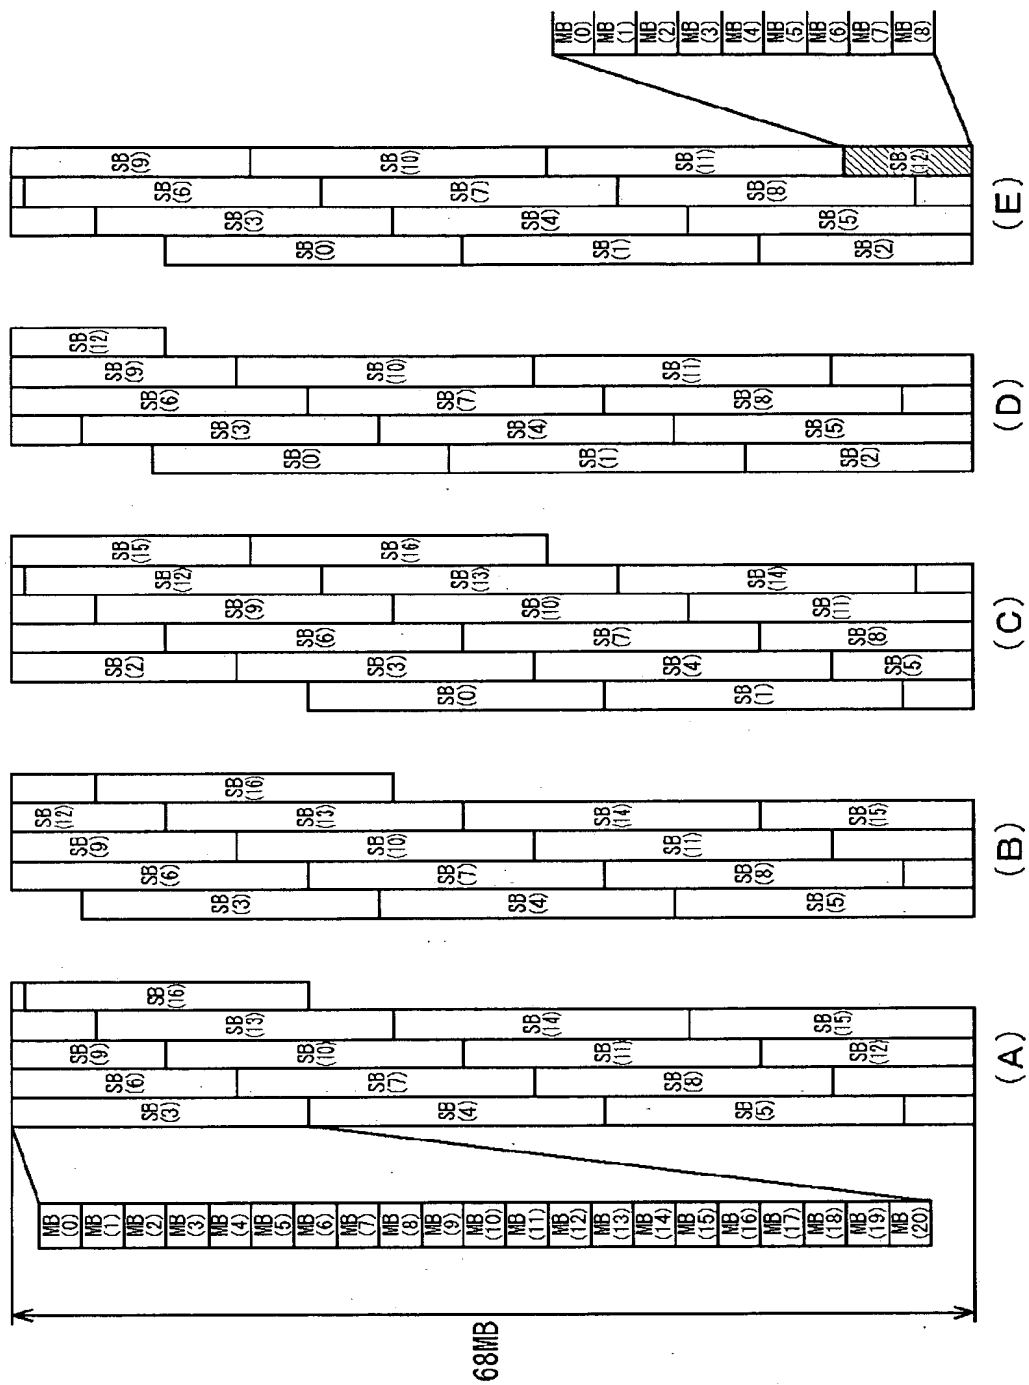 68MB
MB (0)
MB (1)
MB (2)
MB (3)
MB (4)
MB (5)
MB (6)
MB (7)
MB (8)
MB (9)
MB (10)
MB (11)
MB (12)
MB (13)
MB (14)
MB (15)
MB (16)
MB (17)
MB (18)
MB (19)
MB (20)
SB (3)
SB (4)
SB (5)
SB (6)
SB (7)
SB (8)
SB (9)
SB (10)
SB (11)
SB (12)
SB (13)
SB (14)
SB (15)
SB (16)
(A)
SB (3)
SB (4)
SB (5)
SB (6)
SB (7)
SB (8)
SB (9)
SB (10)
SB (11)
SB (12)
SB (13)
SB (14)
SB (15)
SB (16)
(B)
SB (0)
SB (1)
SB (2)
SB (3)
SB (4)
SB (5)
SB (6)
SB (7)
SB (8)
SB (9)
SB (10)
SB (11)
SB (12)
SB (13)
SB (14)
SB (15)
SB (16)
(C)
SB (0)
SB (1)
SB (2)
SB (3)
SB (4)
SB (5)
SB (6)
SB (7)
SB (8)
SB (9)
SB (10)
SB (11)
SB (12)
(D)
SB (0)
SB (1)
SB (2)
SB (3)
SB (4)
SB (5)
SB (6)
SB (7)
SB (8)
SB (9)
SB (10)
SB (11)
SB (12)
(E)
MB (0)
MB (1)
MB (2)
MB (3)
MB (4)
MB (5)
MB (6)
MB (7)
MB (8)